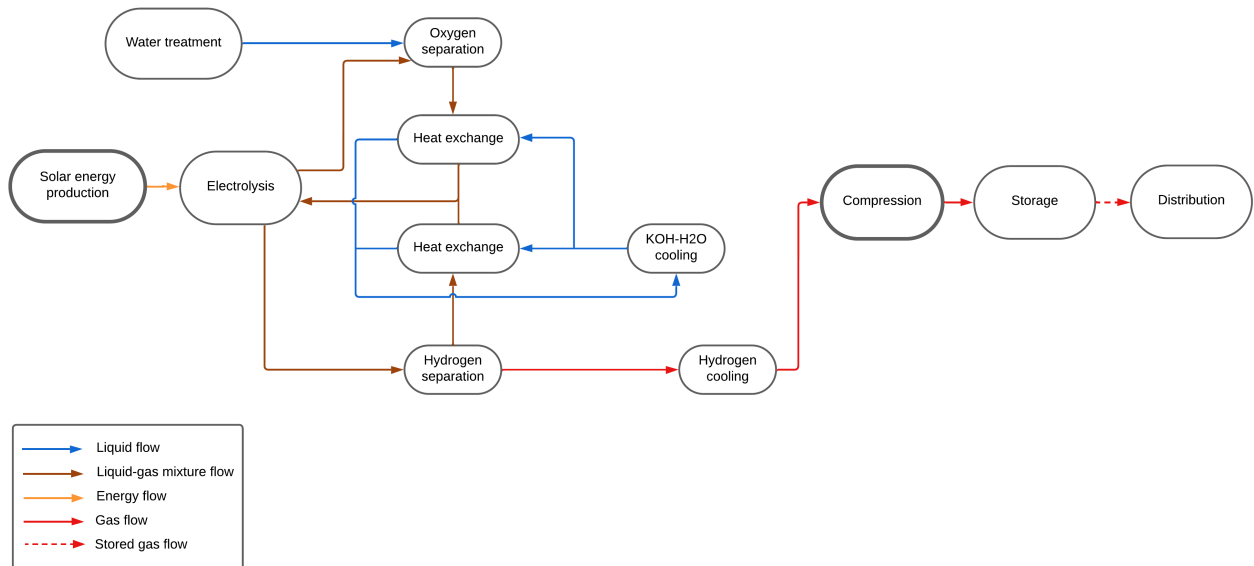 Water treatment
Oxygen
separation
Heat exchange
Solar energy
production
Electrolysis
Compression
Storage
Distribution
Heat exchange
KOH-H2O
cooling
Hydrogen
separation
Hydrogen
cooling
Liquid flow
Liquid-gas mixture flow
Energy flow
Gas flow
Stored gas flow